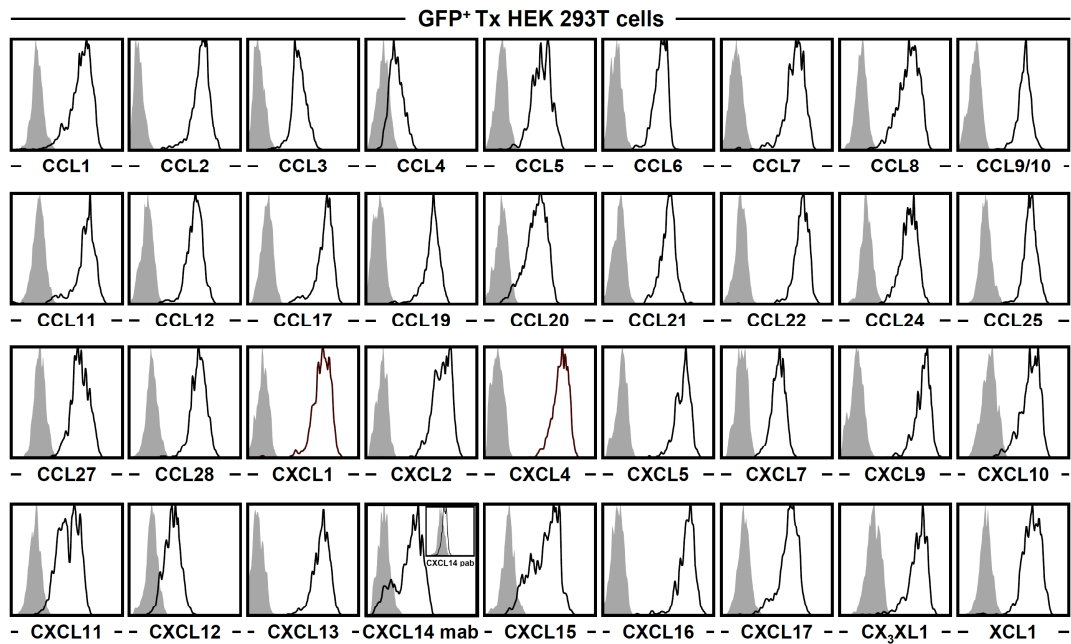 GFP⁺ Tx HEK 293T cells
CCL1 CCL2 CCL3 CCL4 CCL5 CCL6 CCL7 CCL8 CCL9/10
CCL11 CCL12 CCL17 CCL19 CCL20 CCL21 CCL22 CCL24 CCL25
CCL27 CCL28 CXCL1 CXCL2 CXCL4 CXCL5 CXCL7 CXCL9 CXCL10
CXCL14 pab
CXCL11 CXCL12 CXCL13 CXCL14 mab CXCL15 CXCL16 CXCL17 CX₃XL1 XCL1